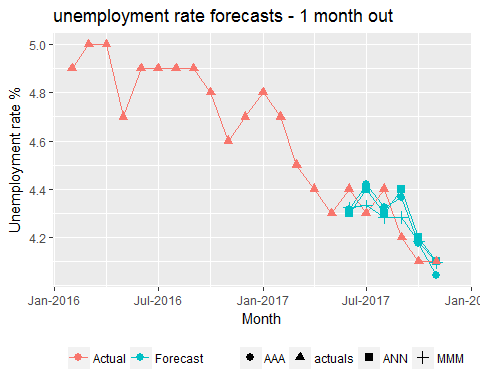 unemployment rate forecasts - 1 month out
Unemployment rate %
5.0
4.8
4.6
4.4
4.2
Jan-2016 Jul-2016 Jan-2017 Jul-2017 Jan-20
Month
Actual Forecast AAA actuals ANN MMM